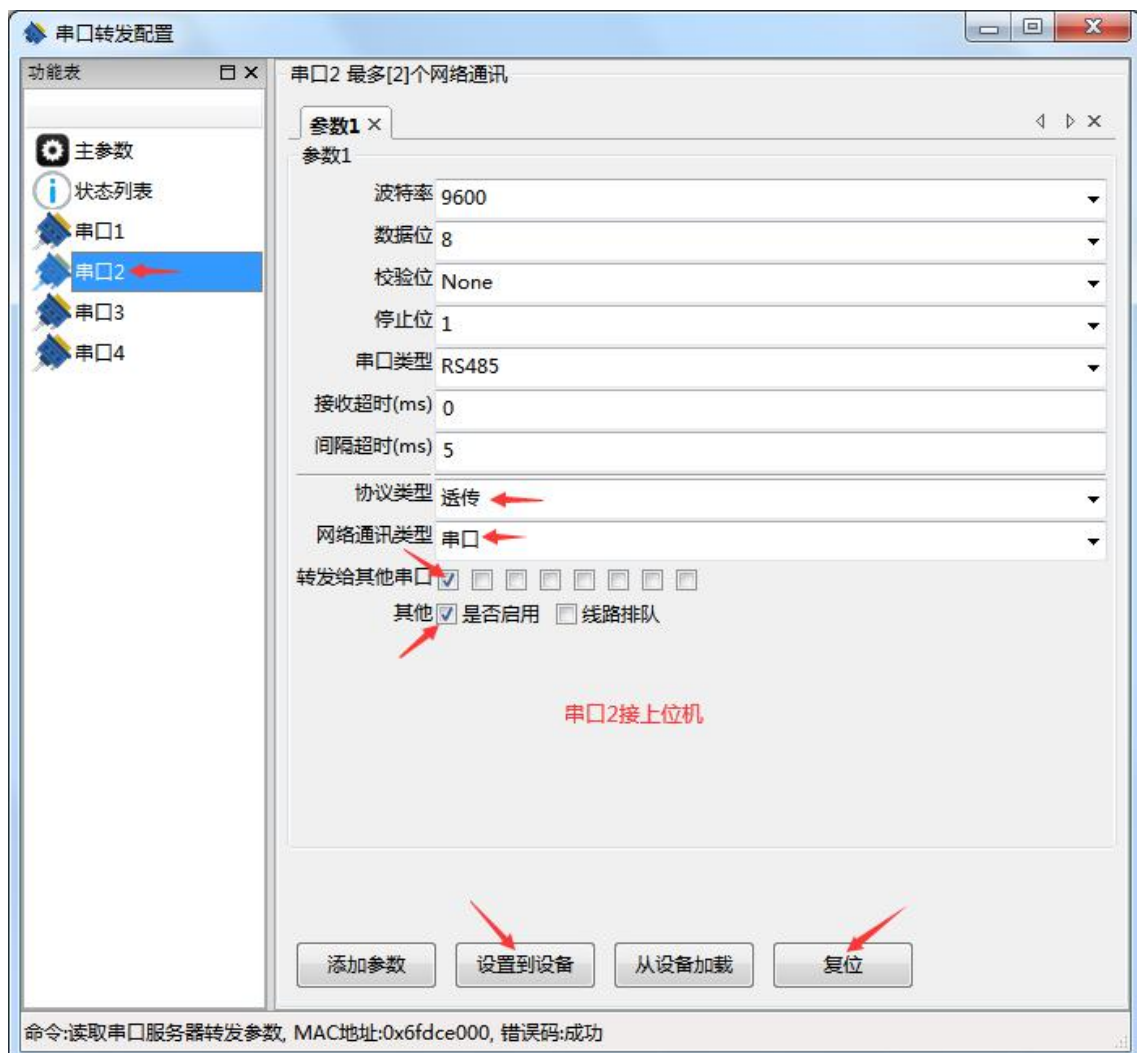 串口转发配置
功能表
主参数
状态列表
串口1
串口2
串口3
串口4
串口2 最多[2]个网络通讯
参数1
参数1
波特率 9600
数据位 8
校验位 None
停止位 1
串口类型 RS485
接收超时(ms) 0
间隔超时(ms) 5
协议类型 透传
网络通讯类型 串口
转发给其他串口
其他 是否启用 线路排队
串口2接上位机
添加参数 设置到设备 从设备加载 复位
命令:读取串口服务器转发参数, MAC地址:0x6fdce000, 错误码:成功